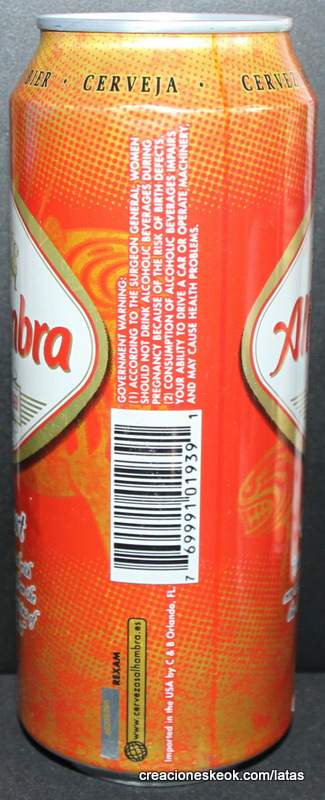 BIER · CERVEJA · CERVEZ
GOVERNMENT WARNING:
(1) ACCORDING TO THE SURGEON GENERAL, WOMEN
SHOULD NOT DRINK ALCOHOLIC BEVERAGES DURING
PREGNANCY BECAUSE OF THE RISK OF BIRTH DEFECTS.
(2) CONSUMPTION OF ALCOHOLIC BEVERAGES IMPAIRS
YOUR ABILITY TO DRIVE A CAR OR OPERATE MACHINERY,
AND MAY CAUSE HEALTH PROBLEMS.
mbra
Al
7 69991 01939 1
REXAM
www.cervezasalhambra.es
Imported in the USA by C & B Orlando, FL
creacioneskeok.com/latas